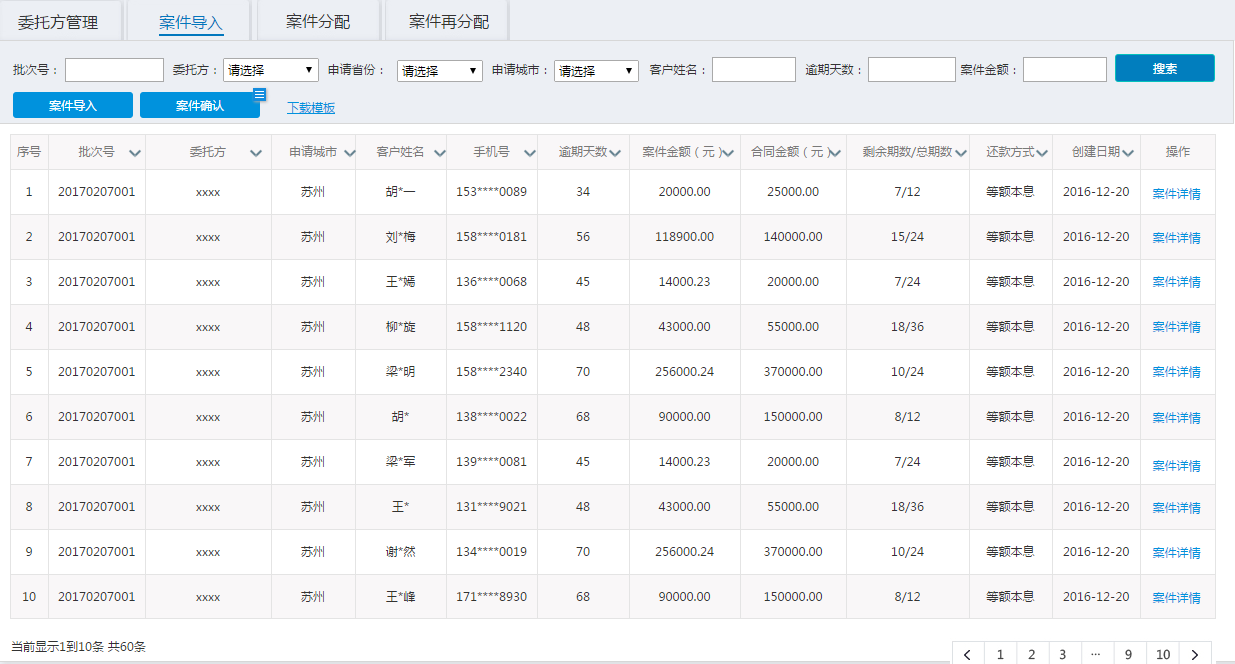 委托方管理 案件导入 案件分配 案件再分配
批次号： 委托方： 请选择 申请省份： 请选择 申请城市： 请选择 客户姓名： 逾期天数： 案件金额： 搜索
案件导入 案件确认 下载模板
序号 批次号 委托方 申请城市 客户姓名 手机号 逾期天数 案件金额（元） 合同金额（元） 剩余期数/总期数 还款方式 创建日期 操作
1 20170207001 xxxx 苏州 胡*一 153****0089 34 20000.00 25000.00 7/12 等额本息 2016-12-20 案件详情
2 20170207001 xxxx 苏州 刘*梅 158****0181 56 118900.00 140000.00 15/24 等额本息 2016-12-20 案件详情
3 20170207001 xxxx 苏州 王*嫣 136****0068 45 14000.23 20000.00 7/24 等额本息 2016-12-20 案件详情
4 20170207001 xxxx 苏州 柳*旋 158****1120 48 43000.00 55000.00 18/36 等额本息 2016-12-20 案件详情
5 20170207001 xxxx 苏州 梁*明 158****2340 70 256000.24 370000.00 10/24 等额本息 2016-12-20 案件详情
6 20170207001 xxxx 苏州 胡* 138****0022 68 90000.00 150000.00 8/12 等额本息 2016-12-20 案件详情
7 20170207001 xxxx 苏州 梁*军 139****0081 45 14000.23 20000.00 7/24 等额本息 2016-12-20 案件详情
8 20170207001 xxxx 苏州 王* 131****9021 48 43000.00 55000.00 18/36 等额本息 2016-12-20 案件详情
9 20170207001 xxxx 苏州 谢*然 134****0019 70 256000.24 370000.00 10/24 等额本息 2016-12-20 案件详情
10 20170207001 xxxx 苏州 王*峰 171****8930 68 90000.00 150000.00 8/12 等额本息 2016-12-20 案件详情
当前显示1到10条 共60条
1 2 3 ··· 9 10